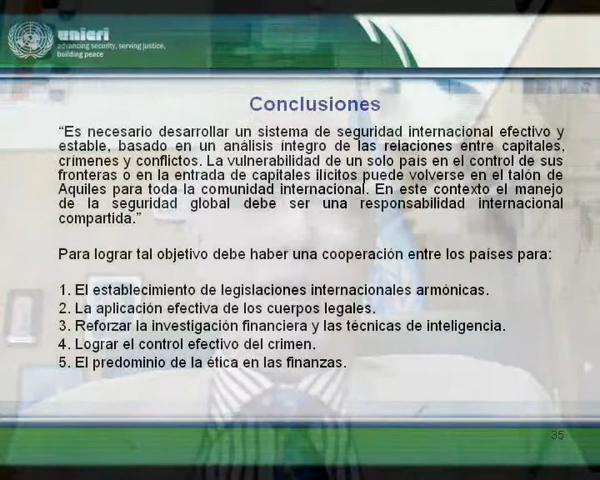 unicri
advancing security, serving justice,
building peace
Conclusiones
“Es necesario desarrollar un sistema de seguridad internacional efectivo y
estable, basado en un análisis íntegro de las relaciones entre capitales,
crímenes y conflictos. La vulnerabilidad de un solo país en el control de sus
fronteras o en la entrada de capitales ilícitos puede volverse en el talón de
Aquiles para toda la comunidad internacional. En este contexto el manejo
de la seguridad global debe ser una responsabilidad internacional
compartida.”
Para lograr tal objetivo debe haber una cooperación entre los países para:
1. El establecimiento de legislaciones internacionales armónicas.
2. La aplicación efectiva de los cuerpos legales.
3. Reforzar la investigación financiera y las técnicas de inteligencia.
4. Lograr el control efectivo del crimen.
5. El predominio de la ética en las finanzas.
35